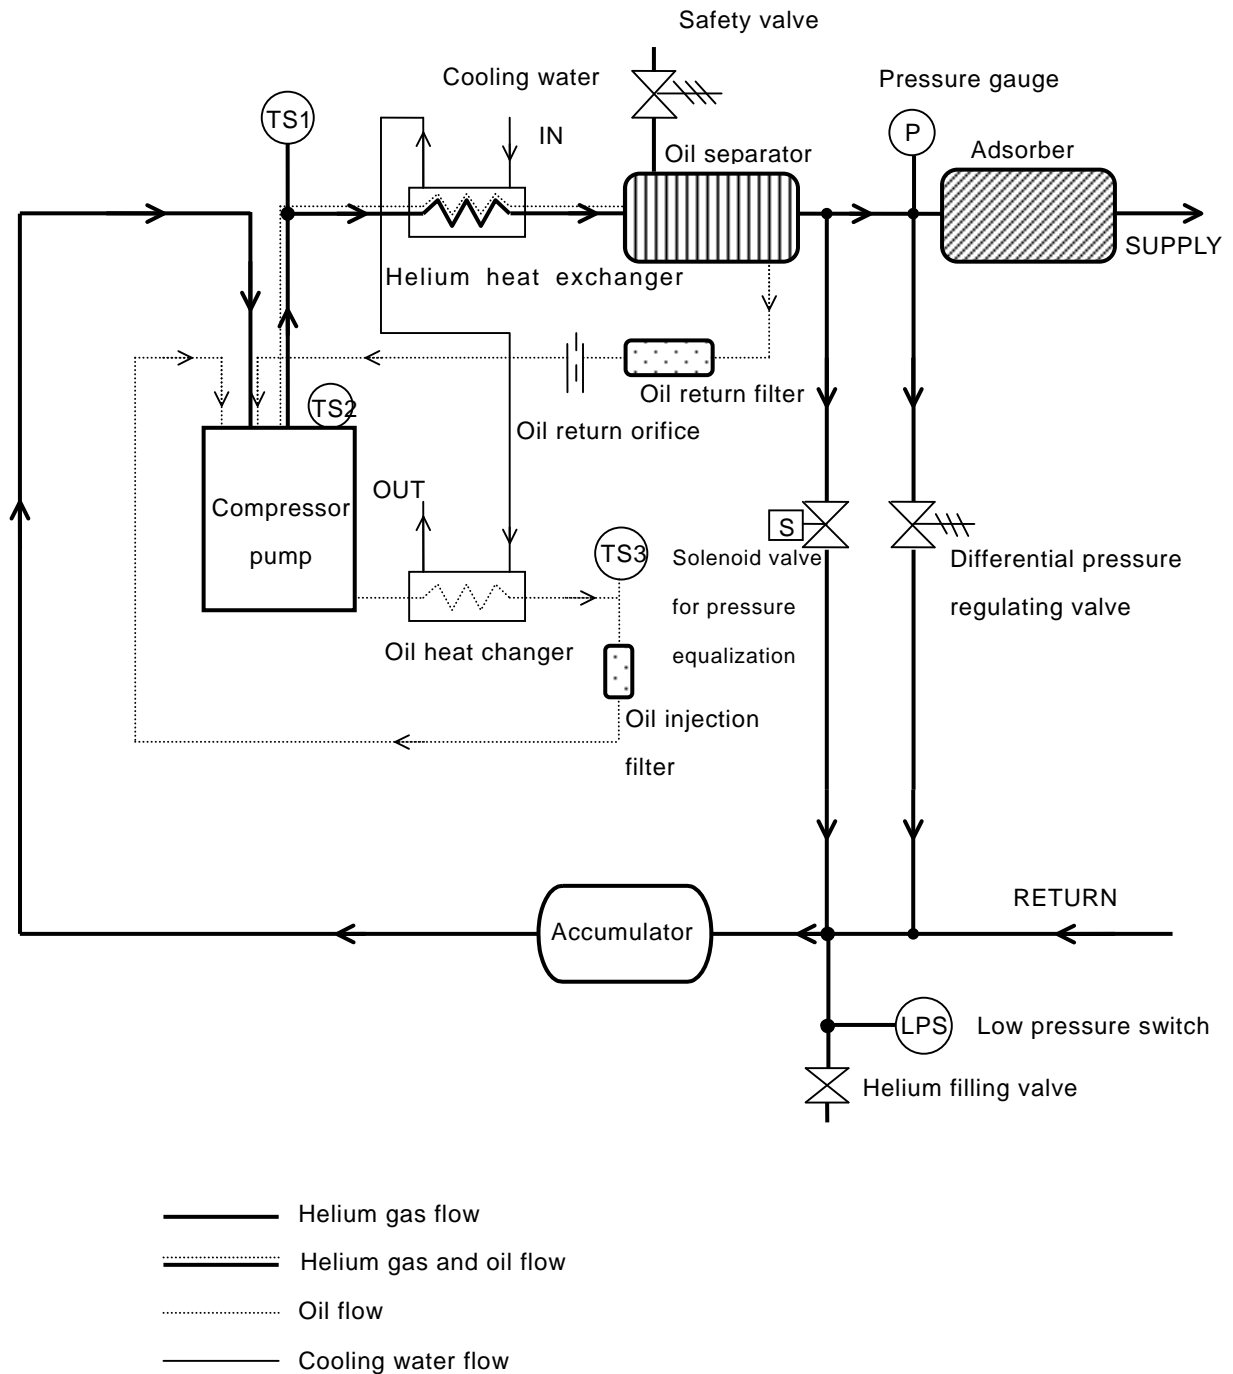 Safety valve
Cooling water
Pressure gauge
TS1
IN
P
Oil separator
Adsorber
SUPPLY
Helium heat exchanger
Oil return filter
TS2
Oil return orifice
OUT
Compressor
pump
S
TS3
Solenoid valve
for pressure
equalization
Differential pressure
regulating valve
Oil heat changer
Oil injection
filter
RETURN
Accumulator
LPS
Low pressure switch
Helium filling valve
Helium gas flow
Helium gas and oil flow
Oil flow
Cooling water flow